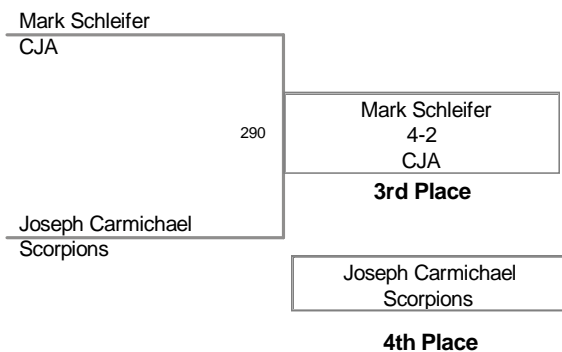 Mark Schleifer
CJA
290
Mark Schleifer
4-2
CJA
3rd Place
Joseph Carmichael
Scorpions
Joseph Carmichael
Scorpions
4th Place